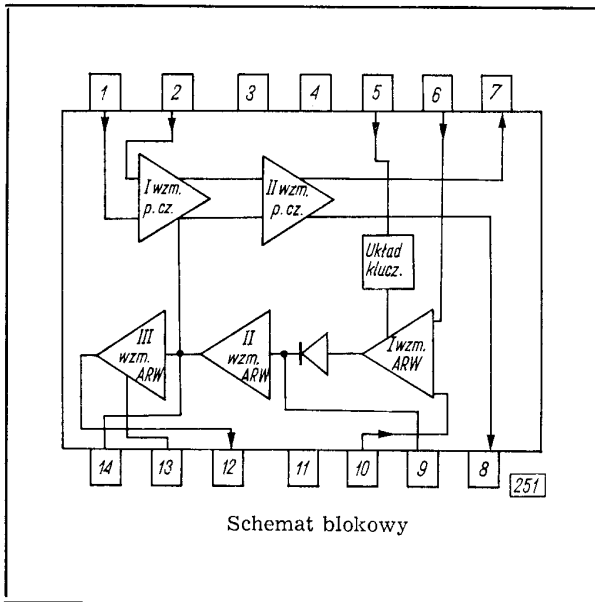 1 2 3 4 5 6 7
I wzm.
p. cz.
II wzm.
p. cz.
Układ
klucz.
III
wzm.
ARW
II
wzm.
ARW
I wzm.
ARW
14 13 12 11 10 9 8
251
Schemat blokowy